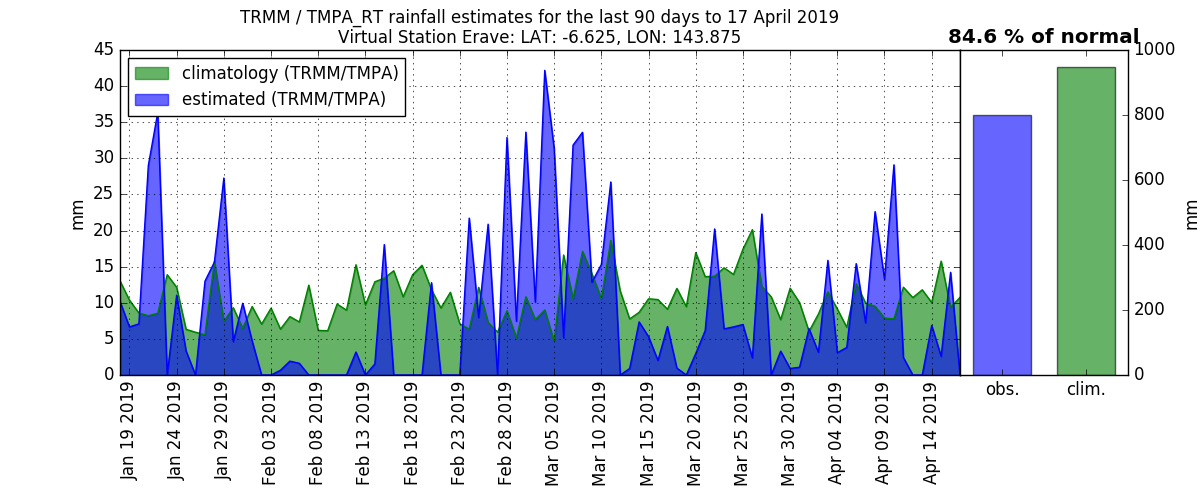 TRMM / TMPA_RT rainfall estimates for the last 90 days to 17 April 2019
Virtual Station Erave: LAT: -6.625, LON: 143.875
84.6 % of normal
climatology (TRMM/TMPA)
estimated (TRMM/TMPA)
45
40
35
30
25
20
15
10
5
0
mm
Jan 19 2019
Jan 24 2019
Jan 29 2019
Feb 03 2019
Feb 08 2019
Feb 13 2019
Feb 18 2019
Feb 23 2019
Feb 28 2019
Mar 05 2019
Mar 10 2019
Mar 15 2019
Mar 20 2019
Mar 25 2019
Mar 30 2019
Apr 04 2019
Apr 09 2019
Apr 14 2019
obs.
clim.
1000
800
600
400
200
0
mm